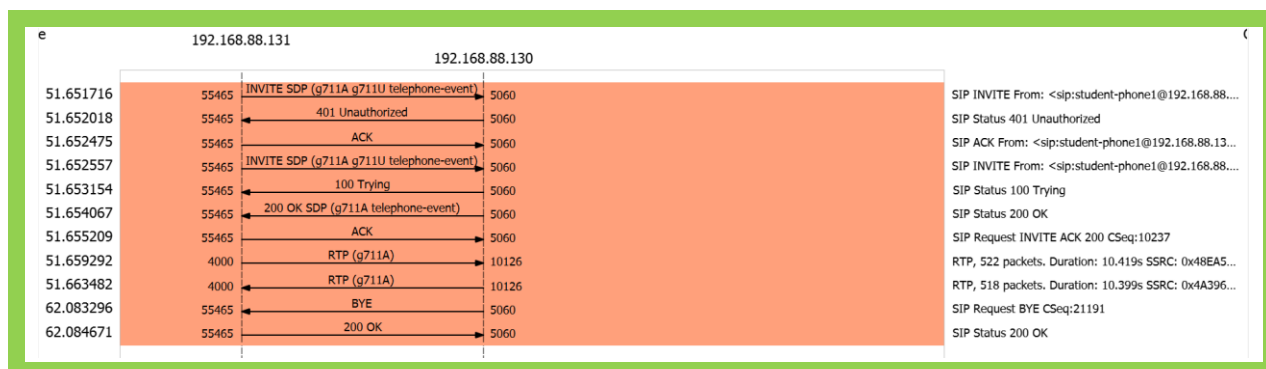 e
192.168.88.131
192.168.88.130
51.651716 55465 INVITE SDP (g711A g711U telephone-event) 5060 SIP INVITE From: <sip:student-phone1@192.168.88....
51.652018 55465 401 Unauthorized 5060 SIP Status 401 Unauthorized
51.652475 55465 ACK 5060 SIP ACK From: <sip:student-phone1@192.168.88.13...
51.652557 55465 INVITE SDP (g711A g711U telephone-event) 5060 SIP INVITE From: <sip:student-phone1@192.168.88....
51.653154 55465 100 Trying 5060 SIP Status 100 Trying
51.654067 55465 200 OK SDP (g711A telephone-event) 5060 SIP Status 200 OK
51.655209 55465 ACK 5060 SIP Request INVITE ACK 200 CSeq:10237
51.659292 4000 RTP (g711A) 10126 RTP, 522 packets. Duration: 10.419s SSRC: 0x48EA5...
51.663482 4000 RTP (g711A) 10126 RTP, 518 packets. Duration: 10.399s SSRC: 0x4A396...
62.083296 55465 BYE 5060 SIP Request BYE CSeq:21191
62.084671 55465 200 OK 5060 SIP Status 200 OK